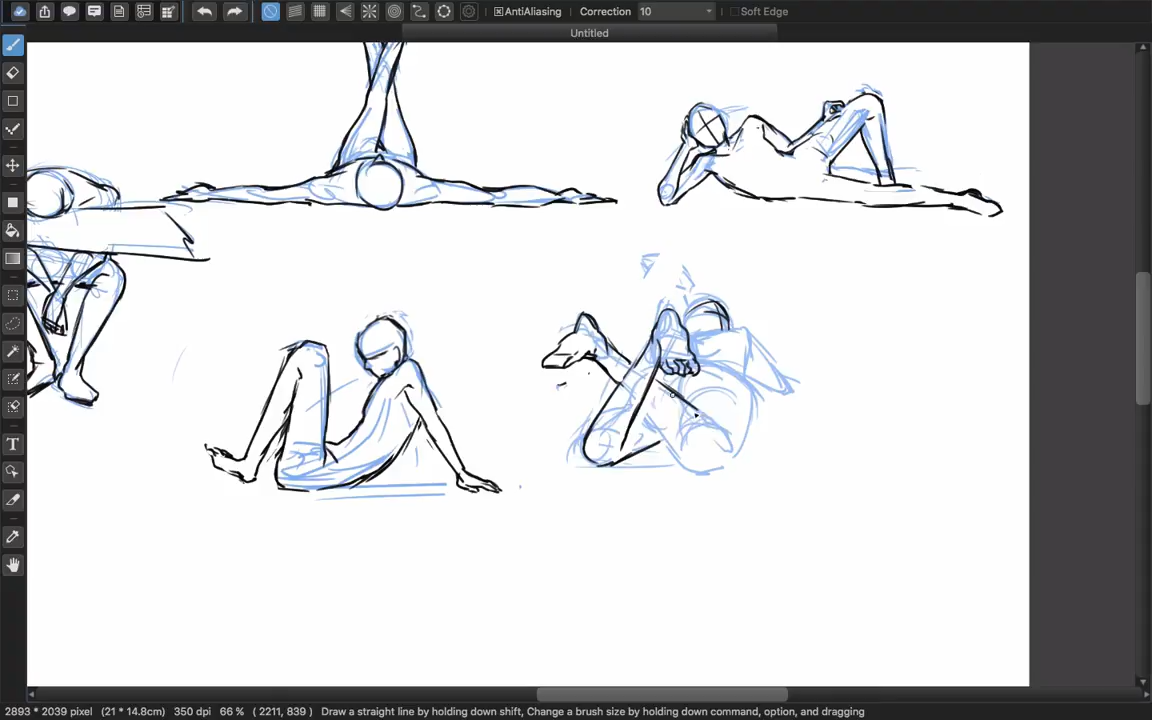 AntiAliasing Correction 10 Soft Edge
Untitled
T
2893 * 2039 pixel (21 * 14.8cm) 350 dpi 66 % ( 2211, 839 ) Draw a straight line by holding down shift, Change a brush size by holding down command, option, and dragging